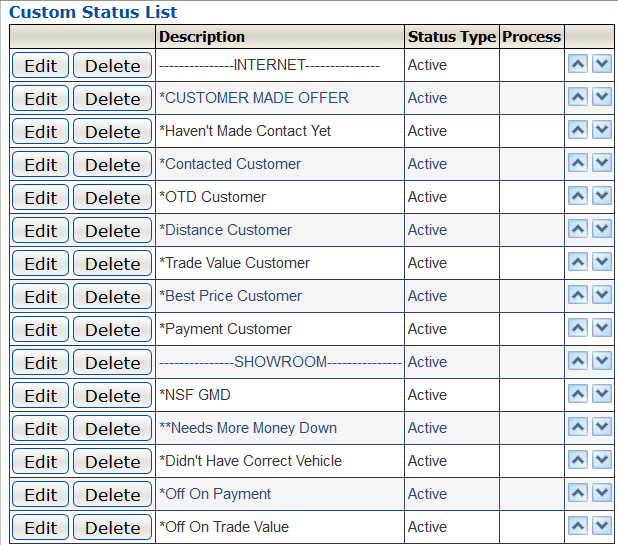 Custom Status List
Description Status Type Process
Edit Delete ---------------INTERNET--------------- Active
Edit Delete *CUSTOMER MADE OFFER Active
Edit Delete *Haven't Made Contact Yet Active
Edit Delete *Contacted Customer Active
Edit Delete *OTD Customer Active
Edit Delete *Distance Customer Active
Edit Delete *Trade Value Customer Active
Edit Delete *Best Price Customer Active
Edit Delete *Payment Customer Active
Edit Delete ---------------SHOWROOM--------------- Active
Edit Delete *NSF GMD Active
Edit Delete **Needs More Money Down Active
Edit Delete *Didn't Have Correct Vehicle Active
Edit Delete *Off On Payment Active
Edit Delete *Off On Trade Value Active